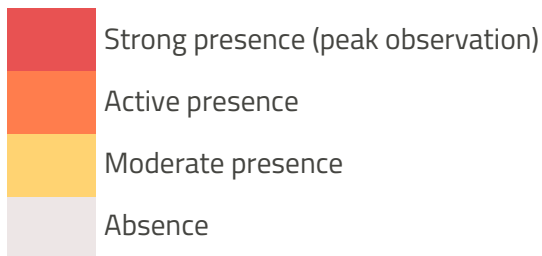 Strong presence (peak observation)
Active presence
Moderate presence
Absence